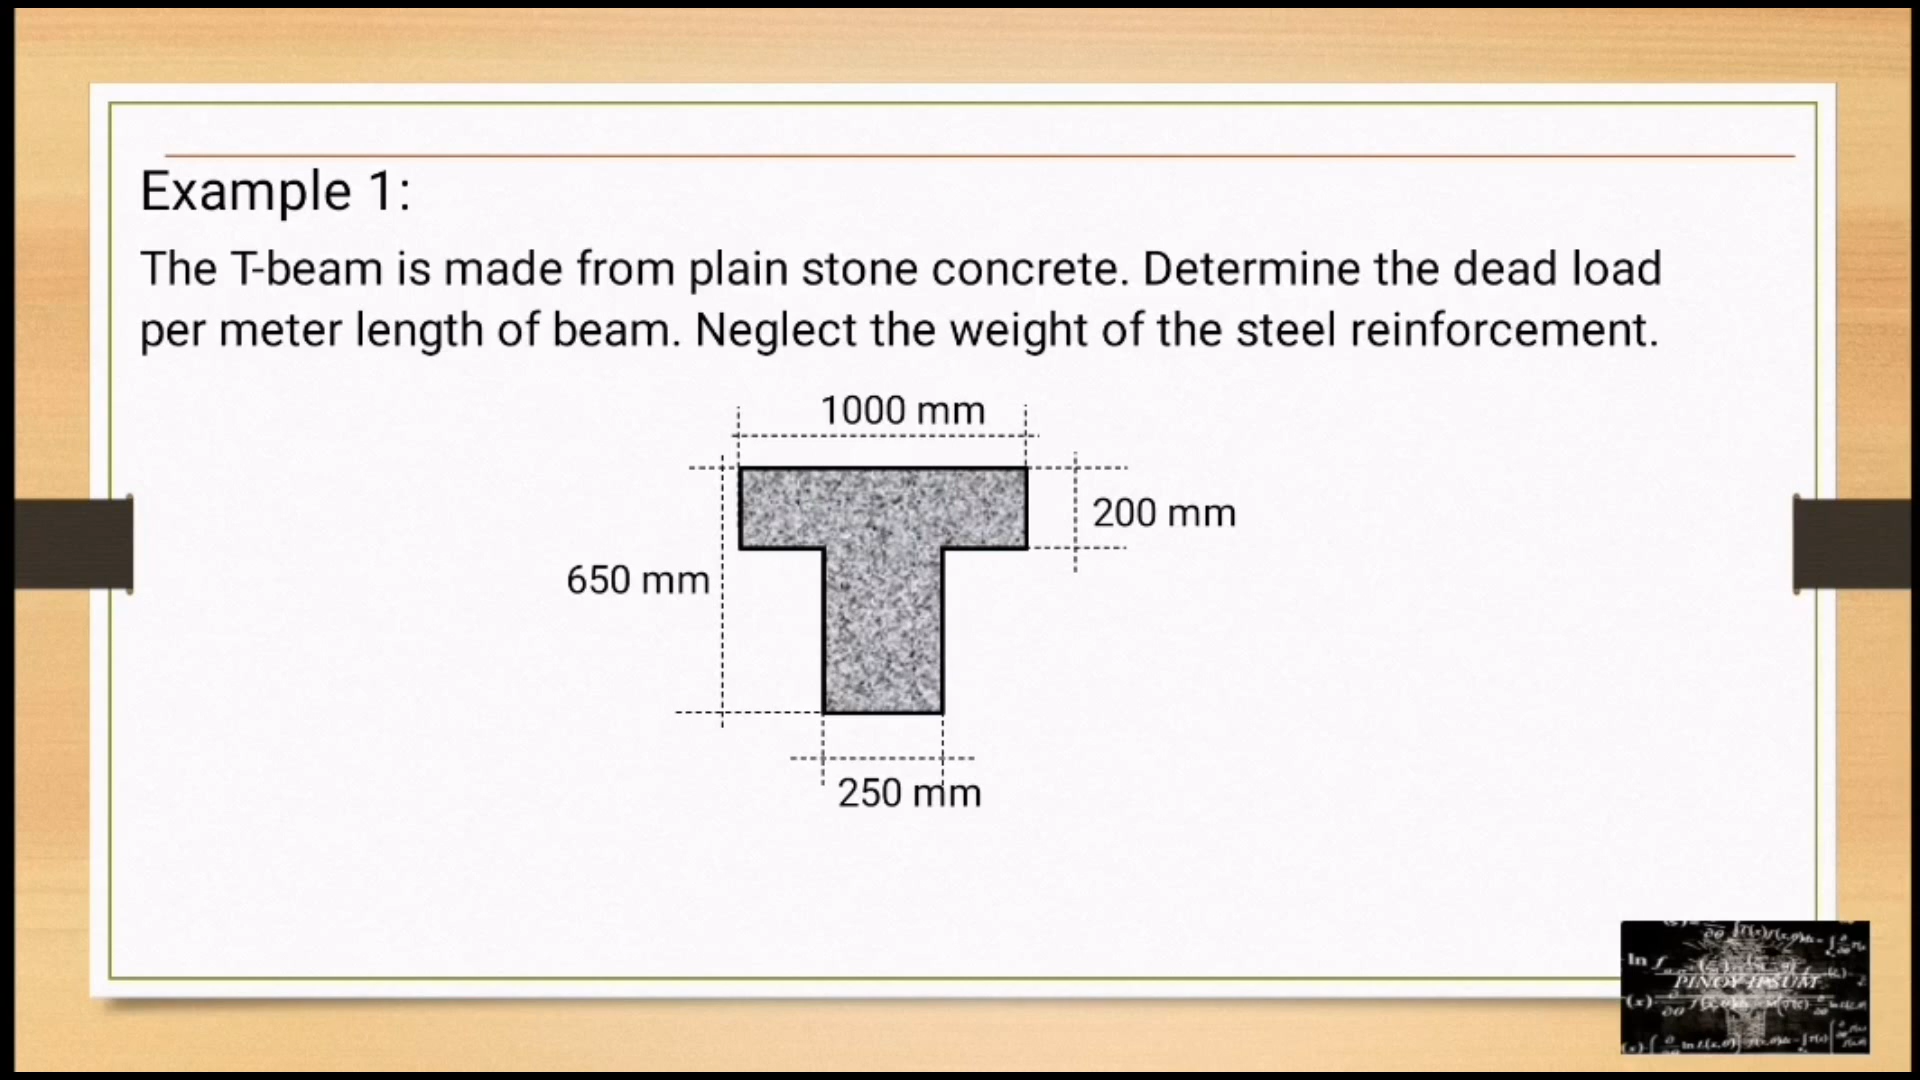 Example 1:
The T-beam is made from plain stone concrete. Determine the dead load
per meter length of beam. Neglect the weight of the steel reinforcement.
1000 mm
200 mm
650 mm
250 mm
PINOY IPSUM